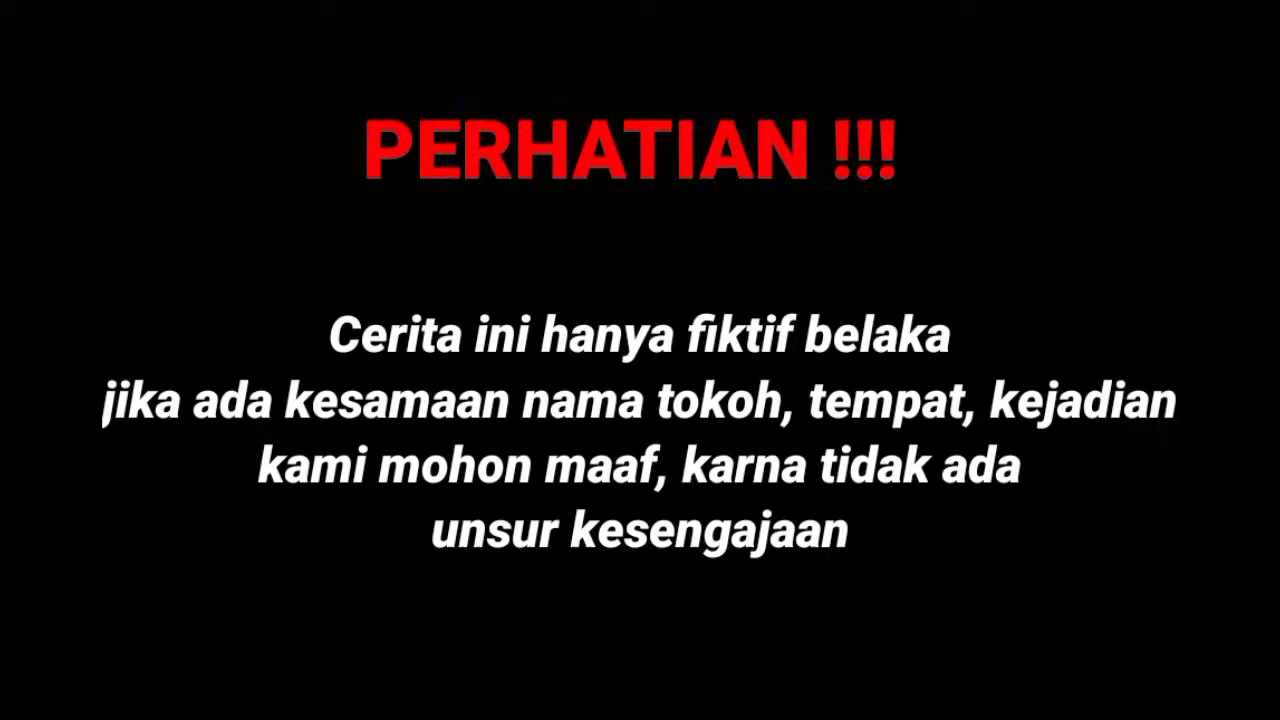 PERHATIAN !!!
Cerita ini hanya fiktif belaka
jika ada kesamaan nama tokoh, tempat, kejadian
kami mohon maaf, karna tidak ada
unsur kesengajaan